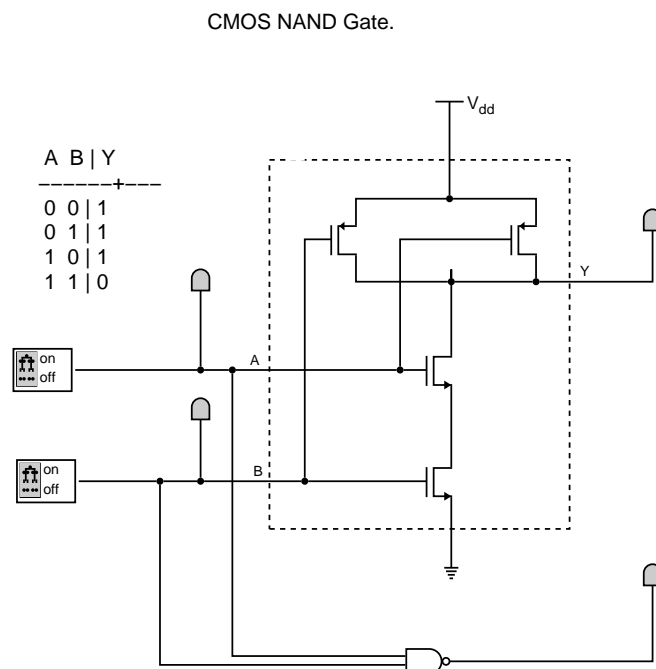 CMOS NAND Gate.
V_dd
A B | Y
------+---
0 0 | 1
0 1 | 1
1 0 | 1
1 1 | 0
Y
on
off
A
on
off
B